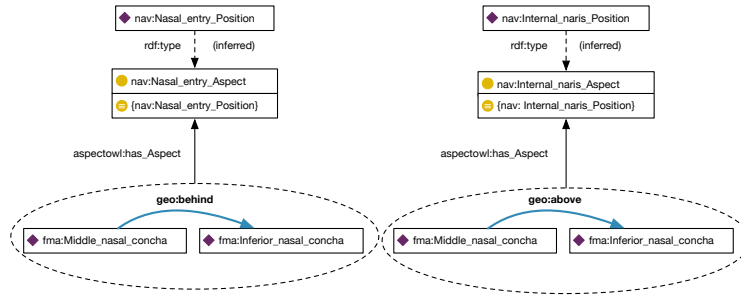 nav:Nasal_entry_Position
rdf:type (inferred)
nav:Nasal_entry_Aspect
{nav:Nasal_entry_Position}
aspectowl:has_Aspect
geo:behind
fma:Middle_nasal_concha
fma:Inferior_nasal_concha
nav:Internal_naris_Position
rdf:type (inferred)
nav:Internal_naris_Aspect
{nav: Internal_naris_Position}
aspectowl:has_Aspect
geo:above
fma:Middle_nasal_concha
fma:Inferior_nasal_concha